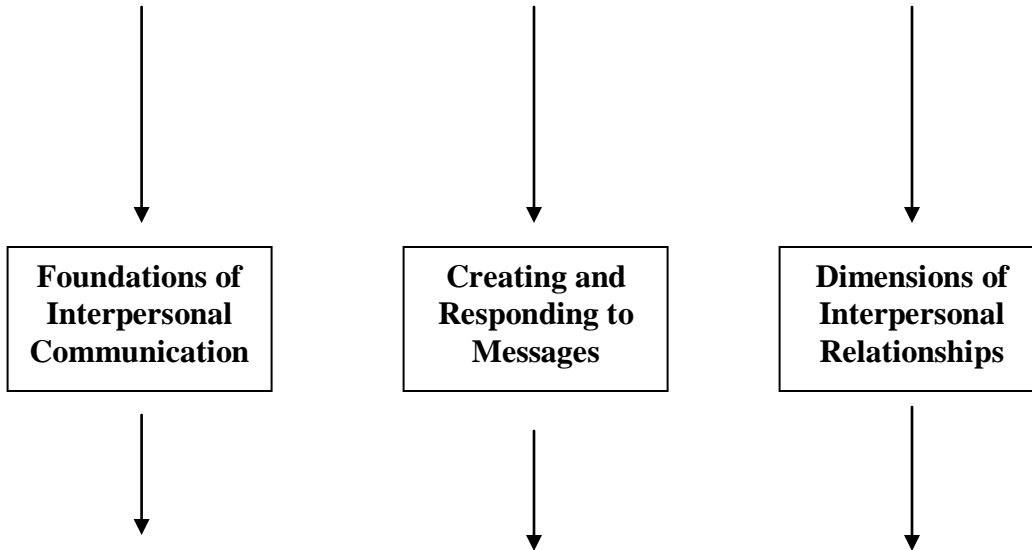 Foundations of
Interpersonal
Communication
Creating and
Responding to
Messages
Dimensions of
Interpersonal
Relationships